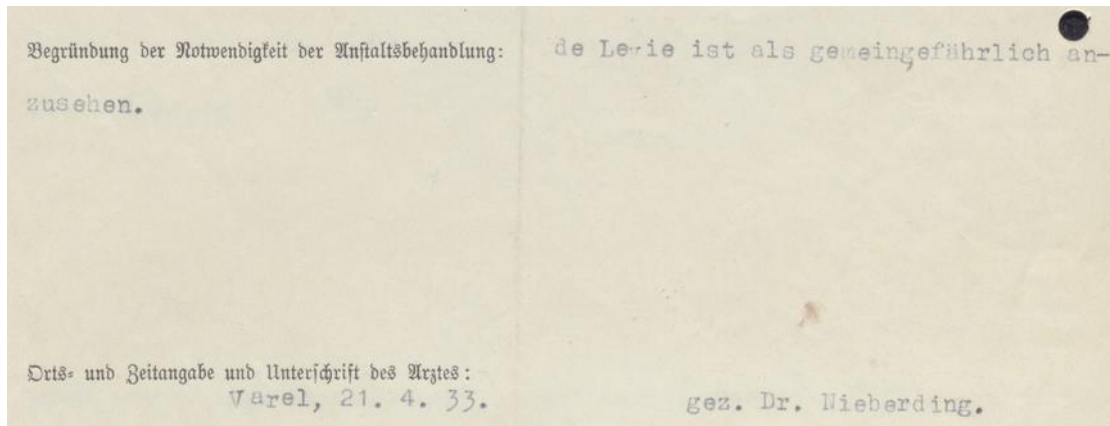 Begründung der Notwendigkeit der Anstaltsbehandlung: de Levie ist als gemeingefährlich an-
zusehen.
Orts- und Zeitangabe und Unterschrift des Arztes:
Varel, 21. 4. 33. gez. Dr. Nieberding.